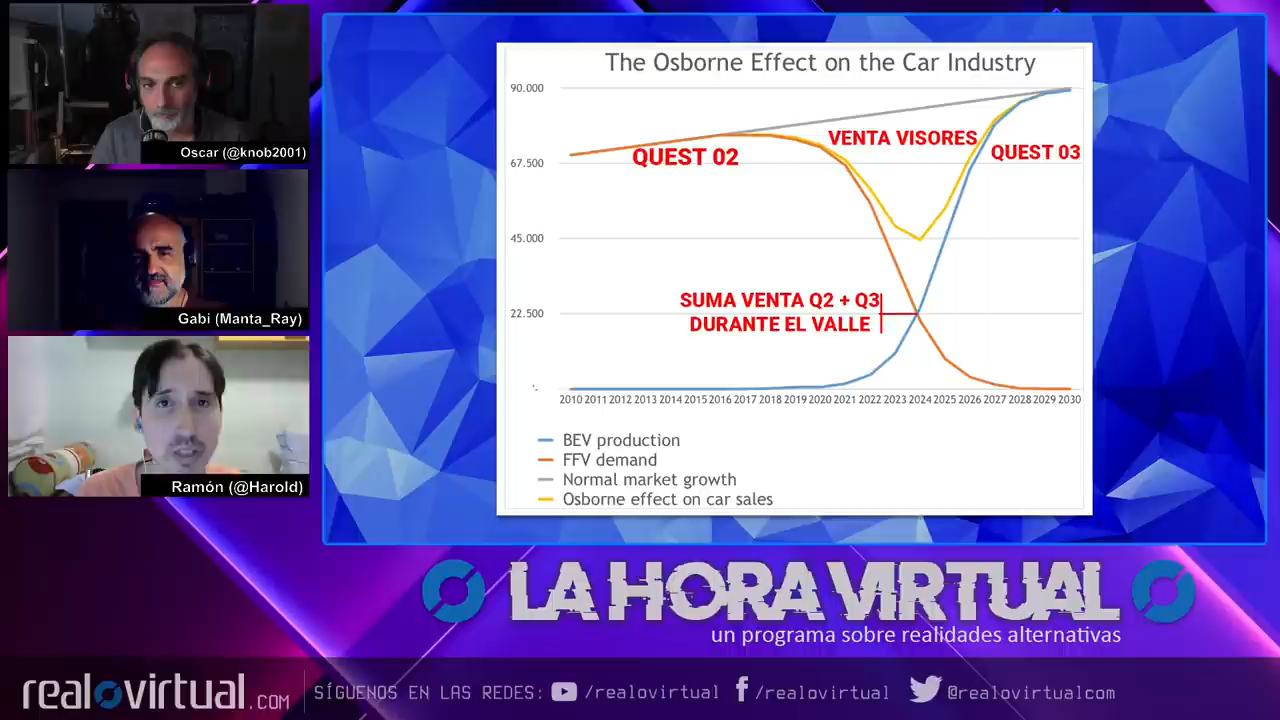 Oscar (@knob2001)
Gabi (Manta_Ray)
Ramón (@Harold)
The Osborne Effect on the Car Industry
90.000
67.500
45.000
22.500
-
QUEST 02
VENTA VISORES
QUEST 03
SUMA VENTA Q2 + Q3
DURANTE EL VALLE
2010 2011 2012 2013 2014 2015 2016 2017 2018 2019 2020 2021 2022 2023 2024 2025 2026 2027 2028 2029 2030
BEV production
FFV demand
Normal market growth
Osborne effect on car sales
LA HORA VIRTUAL
un programa sobre realidades alternativas
realovirtual.com
SÍGUENOS EN LAS REDES: /realovirtual /realovirtual @realovirtualcom